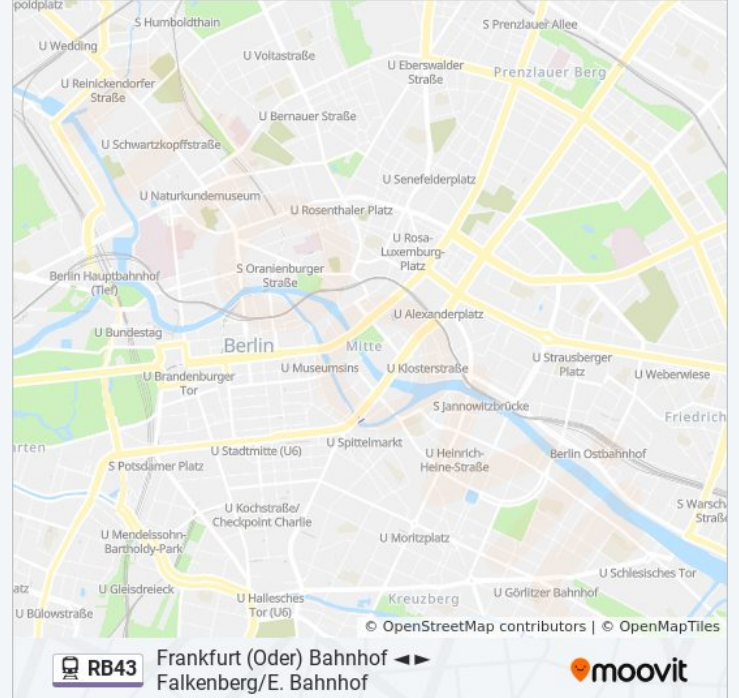 poldplatz
S Humboldthain
S Prenzlauer Allee
U Wedding
U Voltastraße
U Eberswalder
Straße
Prenzlauer Berg
U Reinickendorfer
Straße
U Bernauer Straße
U Schwartzkopffstraße
U Senefelderplatz
U Naturkundemuseum
U Rosenthaler Platz
U Rosa-
Luxemburg-
Platz
S Oranienburger
Straße
Berlin Hauptbahnhof
(Tief)
U Alexanderplatz
U Bundestag
Berlin
Mitte
U Strausberger
Platz
U Museumsins
U Klosterstraße
U Weberwiese
U Brandenburger
Tor
S Jannowitzbrücke
Friedrich
U Spittelmarkt
arten
U Stadtmitte (U6)
U Heinrich-
Heine-Straße
Berlin Ostbahnhof
S Potsdamer Platz
S Warsch
Straße
U Kochstraße/
Checkpoint Charlie
U Mendelssohn-
Bartholdy-Park
U Moritzplatz
U Schlesisches Tor
atz
U Gleisdreieck
U Görlitzer Bahnhof
U Hallesches
Tor (U6)
Kreuzberg
U Bülowstraße
© OpenStreetMap contributors | © OpenMapTiles
RB43
Frankfurt (Oder) Bahnhof ◄►
Falkenberg/E. Bahnhof
moovit